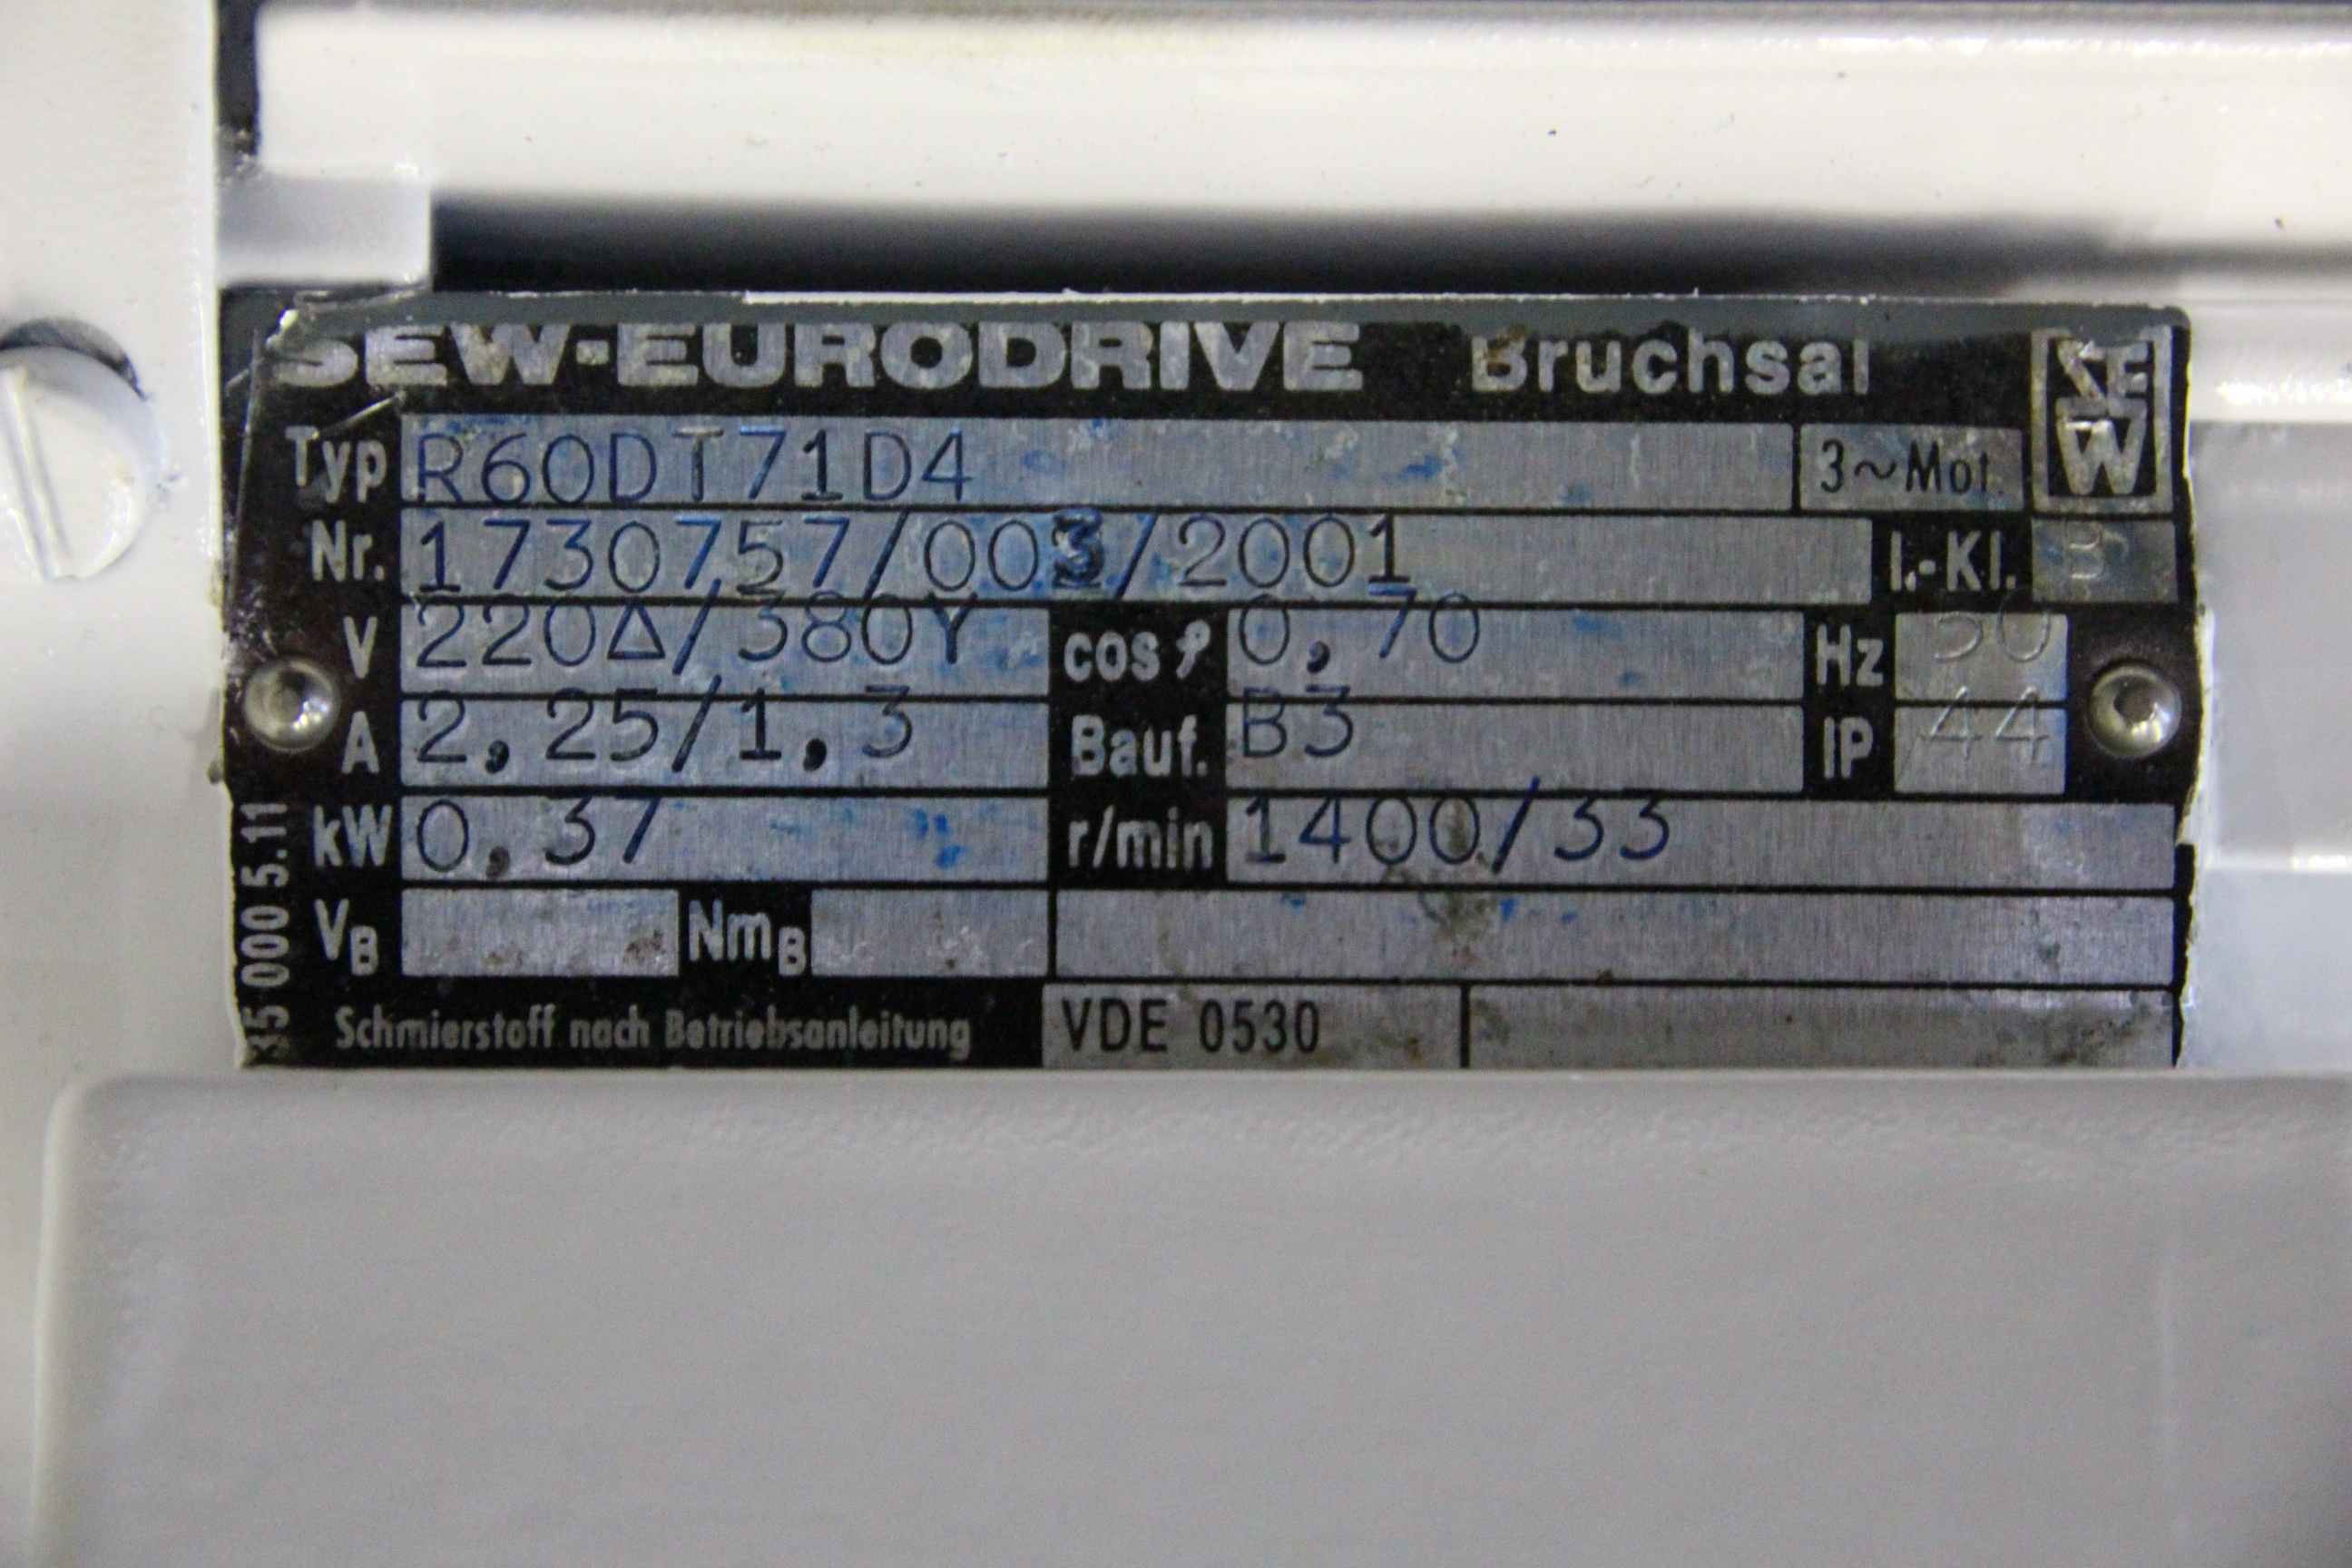 SEW-EURODRIVE Bruchsal
SEW
Typ R60DT71D4 3~Mot.
Nr. 1730757/003/2001 I.-Kl. B
V 220Δ/380Y cos φ 0,70 Hz 50
A 2,25/1,3 Bauf. B3 IP 44
kW 0,37 r/min 1400/33
VB NmB
Schmierstoff nach Betriebsanleitung VDE 0530
35 000 5.11